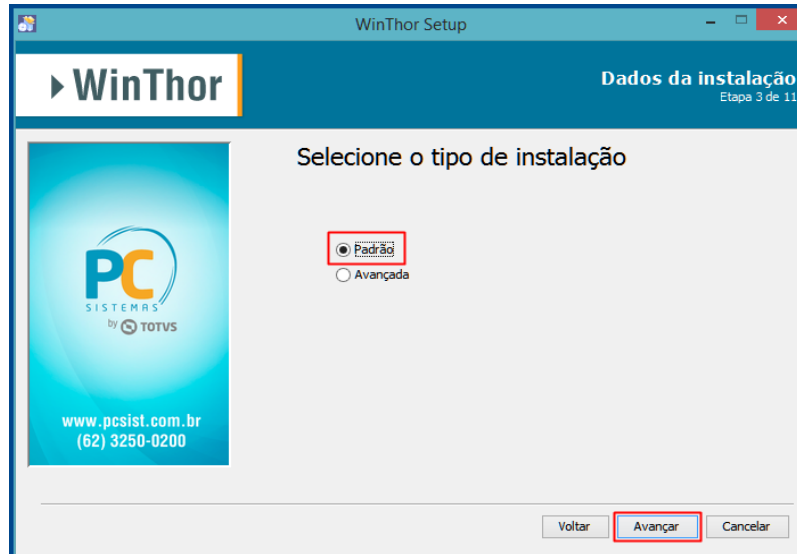 WinThor Setup
WinThor
Dados da instalação
Etapa 3 de 11
Selecione o tipo de instalação
Padrão
Avançada
PC
SISTEMAS
by TOTVS
www.pcsist.com.br
(62) 3250-0200
Voltar
Avançar
Cancelar